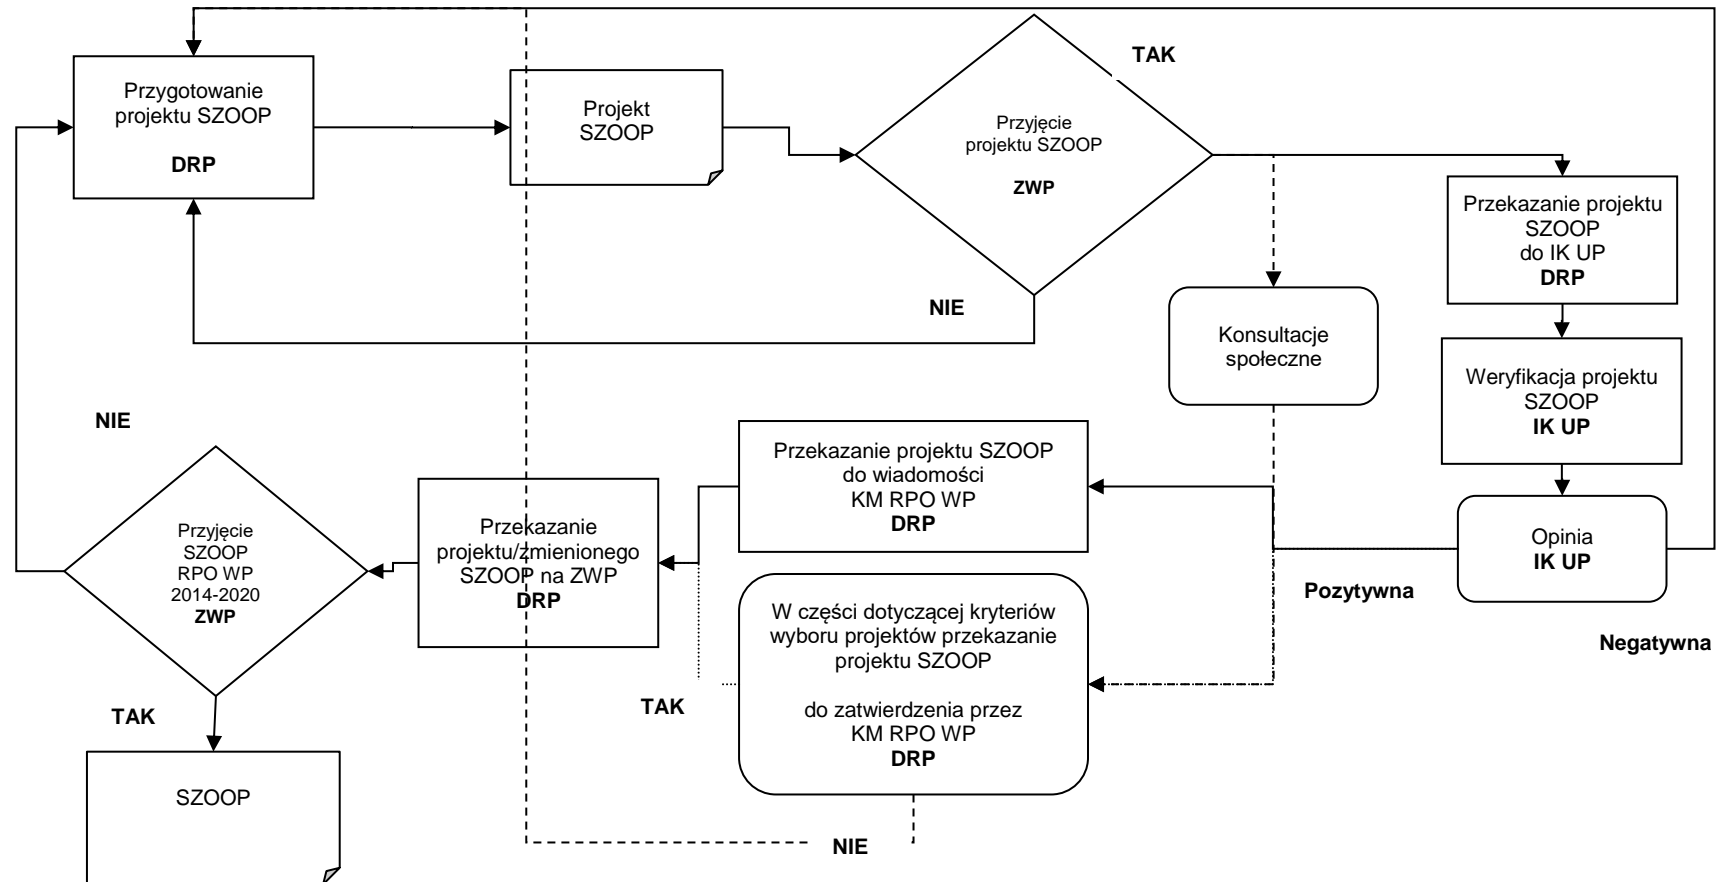 Przygotowanie
projektu SZOOP
DRP
Projekt
SZOOP
Przyjęcie
projektu SZOOP
ZWP
TAK
Przekazanie projektu
SZOOP
do IK UP
DRP
NIE
Konsultacje
społeczne
Weryfikacja projektu
SZOOP
IK UP
NIE
Przekazanie projektu SZOOP
do wiadomości
KM RPO WP
DRP
Przyjęcie
SZOOP
RPO WP
2014-2020
ZWP
Przekazanie
projektu/zmienionego
SZOOP na ZWP
DRP
Opinia
IK UP
Pozytywna
Negatywna
W części dotyczącej kryteriów
wyboru projektów przekazanie
projektu SZOOP
do zatwierdzenia przez
KM RPO WP
DRP
TAK
TAK
SZOOP
NIE